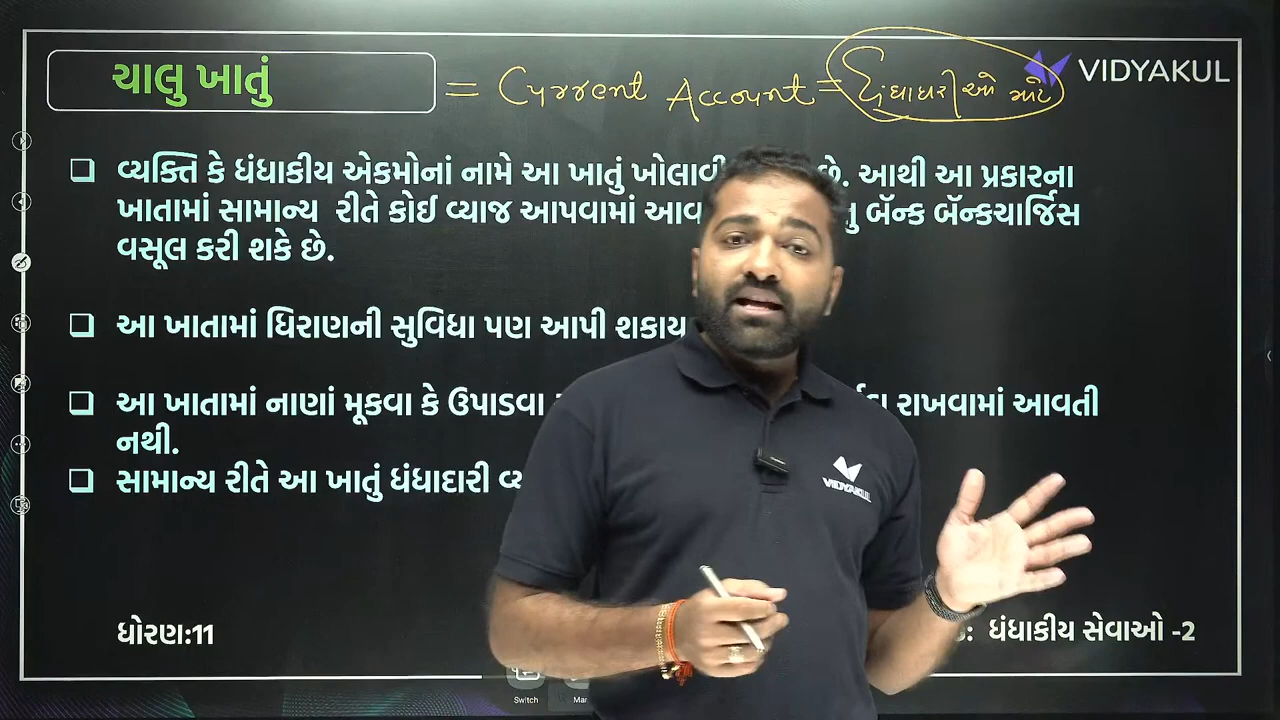 ચાલુ ખાતું = Current Account = ધંધાધારીઓ માટે
VIDYAKUL
❑ વ્યક્તિ કે ધંધાકીય એકમોનાં નામે આ ખાતું છે. આથી આ પ્રકારના
ખાતામાં સામાન્ય રીતે કોઈ વ્યાજ આપવામાં બૅન્ક બૅન્કચાર્જિસ
વસૂલ કરી શકે છે.
❑ આ ખાતામાં ધિરાણની સુવિધા પણ આપી શકાય
❑ આ ખાતામાં નાણાં મૂકવા કે ઉપાડવા રાખવામાં આવતી
નથી.
❑ સામાન્ય રીતે આ ખાતું ધંધાદારી
VIDYAKUL
ધોરણ:11
ધંધાકીય સેવાઓ -2
Switch